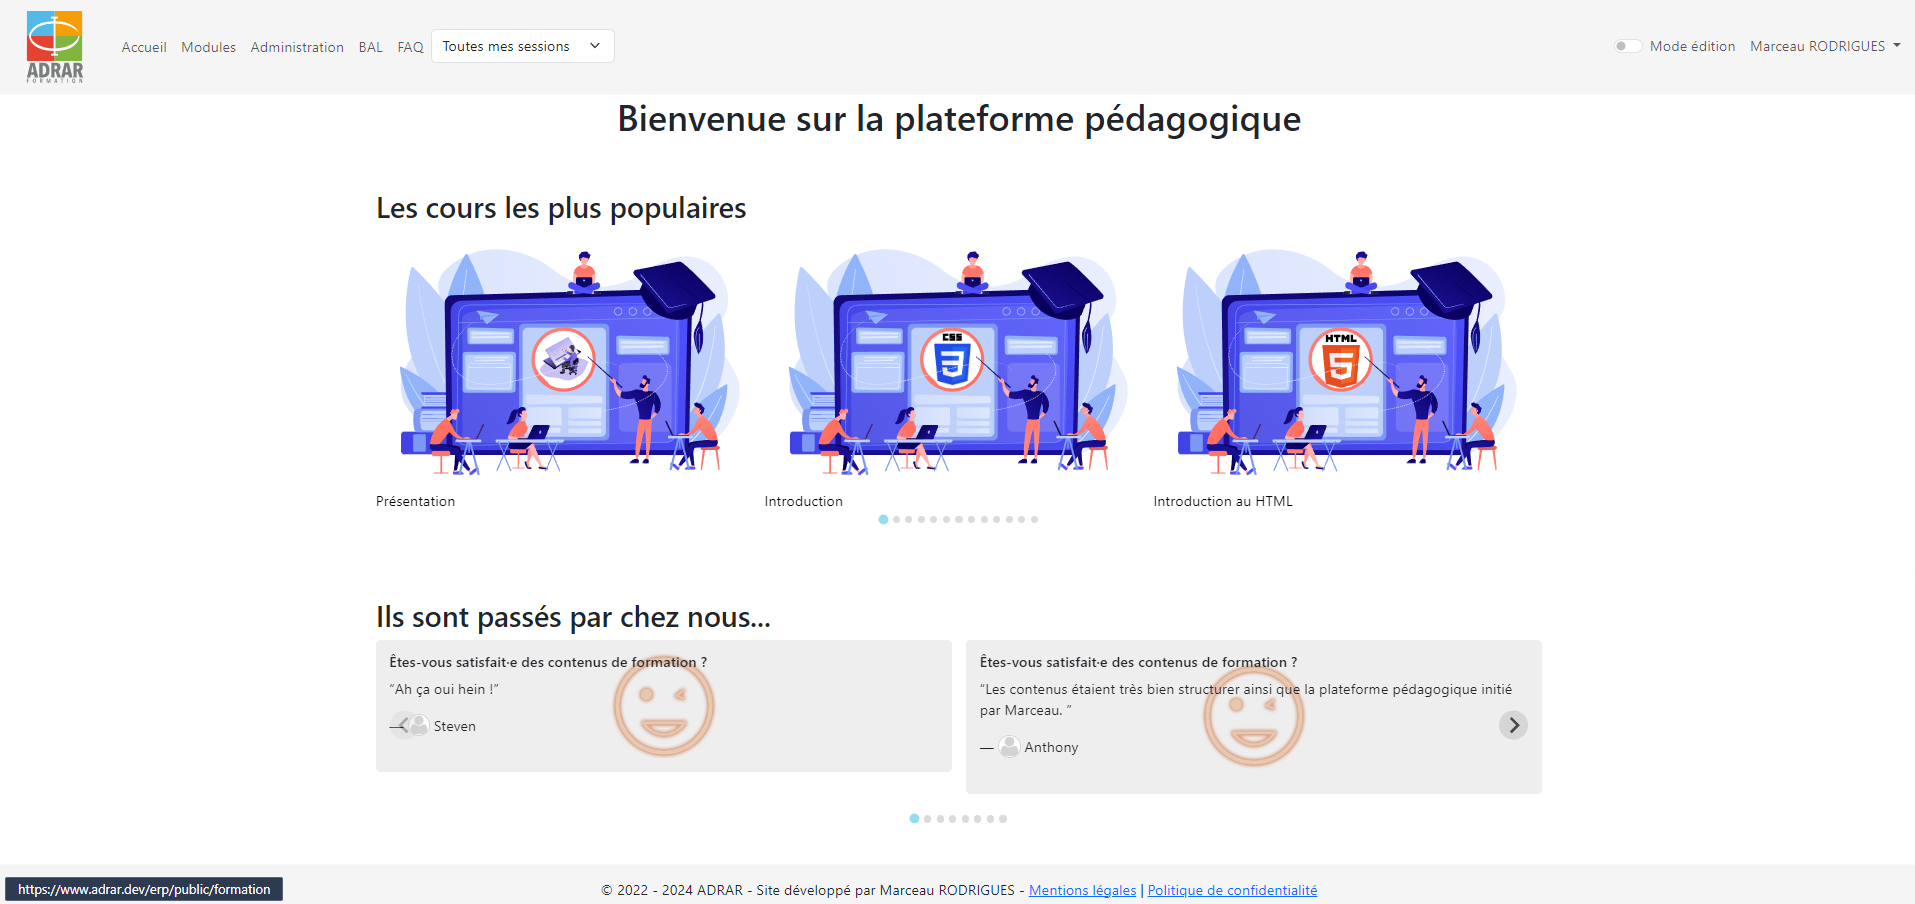 ADRAR
FORMATION
Accueil Modules Administration BAL FAQ Toutes mes sessions Mode édition Marceau RODRIGUES
Bienvenue sur la plateforme pédagogique
Les cours les plus populaires
CSS
3
HTML
5
Présentation
Introduction
Introduction au HTML
Ils sont passés par chez nous...
Êtes-vous satisfait·e des contenus de formation ?
“Ah ça oui hein !”
— Steven
Êtes-vous satisfait·e des contenus de formation ?
“Les contenus étaient très bien structurer ainsi que la plateforme pédagogique initié
par Marceau. ”
— Anthony
https://www.adrar.dev/erp/public/formation
© 2022 - 2024 ADRAR - Site développé par Marceau RODRIGUES - Mentions légales | Politique de confidentialité